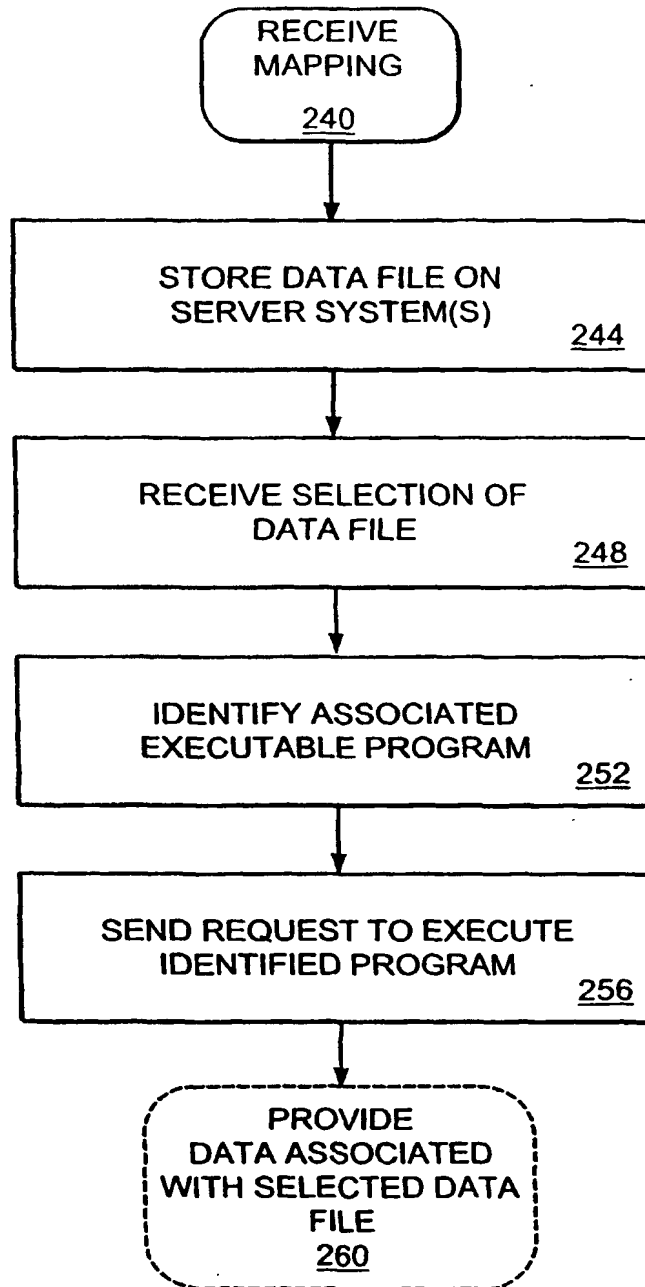 RECEIVE
MAPPING
240
STORE DATA FILE ON
SERVER SYSTEM(S)
244
RECEIVE SELECTION OF
DATA FILE
248
IDENTIFY ASSOCIATED
EXECUTABLE PROGRAM
252
SEND REQUEST TO EXECUTE
IDENTIFIED PROGRAM
256
PROVIDE
DATA ASSOCIATED
WITH SELECTED DATA
FILE
260